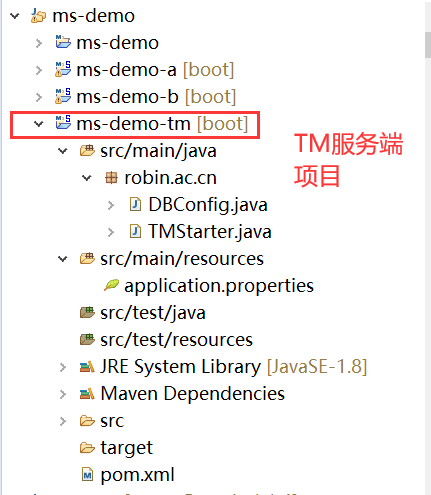 ms-demo
ms-demo
ms-demo-a [boot]
ms-demo-b [boot]
ms-demo-tm [boot]
TM服务端
项目
src/main/java
robin.ac.cn
DBConfig.java
TMStarter.java
src/main/resources
application.properties
src/test/java
src/test/resources
JRE System Library [JavaSE-1.8]
Maven Dependencies
src
target
pom.xml